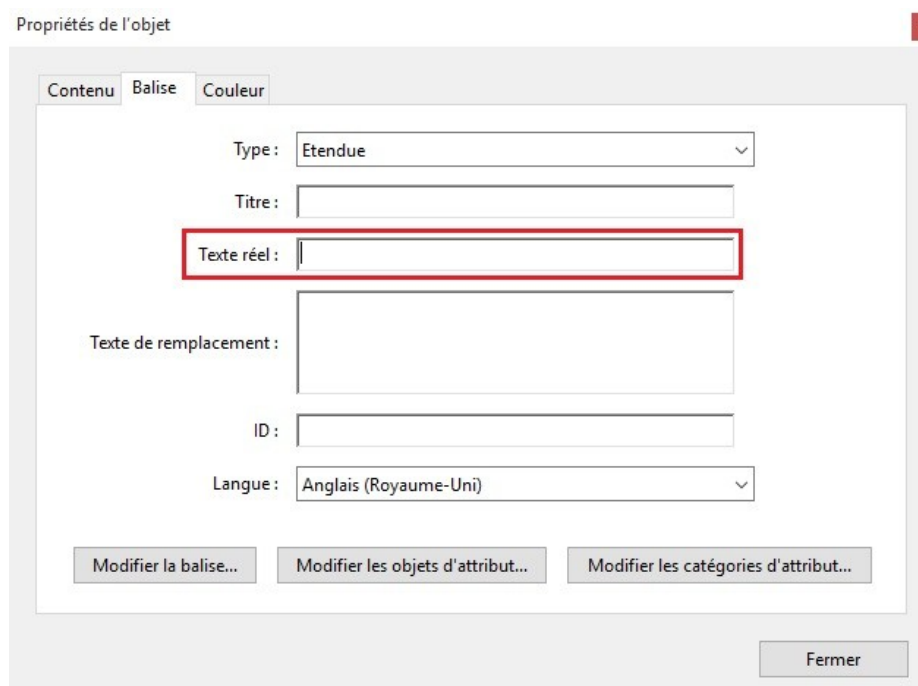 Propriétés de l'objet
Contenu Balise Couleur
Type : Etendue
Titre :
Texte réel :
Texte de remplacement :
ID :
Langue : Anglais (Royaume-Uni)
Modifier la balise... Modifier les objets d'attribut... Modifier les catégories d'attribut...
Fermer